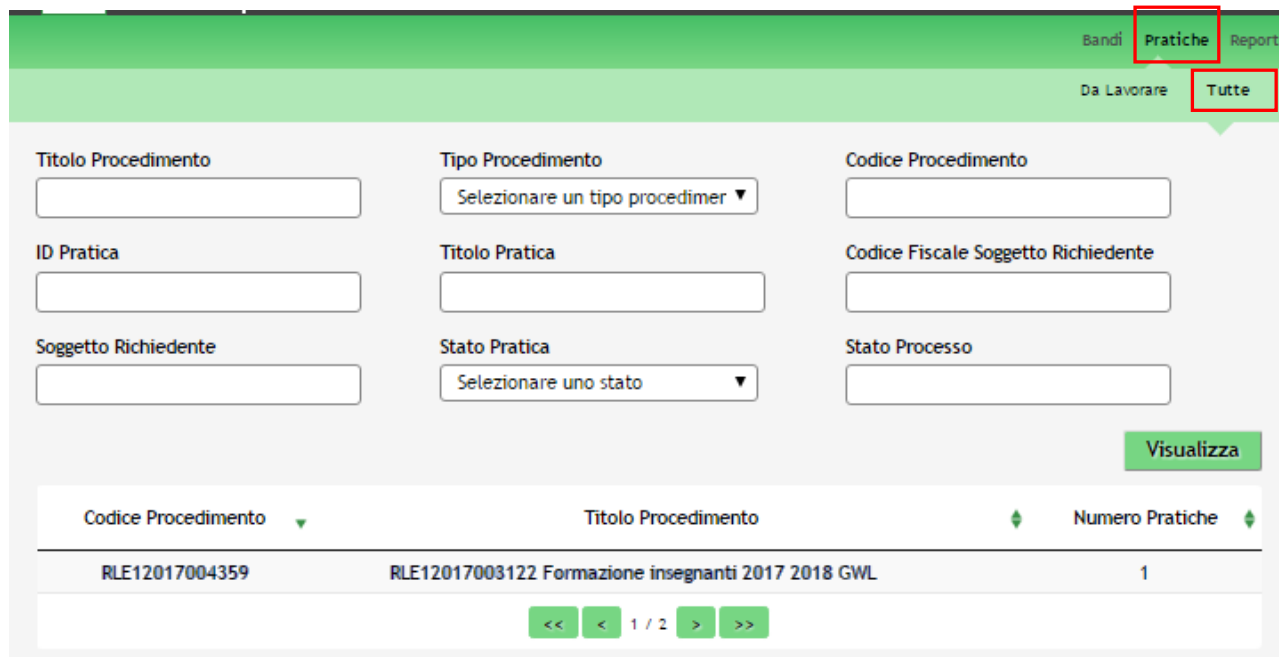 Bandi Pratiche Report
Da Lavorare Tutte
Titolo Procedimento Tipo Procedimento Codice Procedimento
Selezionare un tipo procedimer
ID Pratica Titolo Pratica Codice Fiscale Soggetto Richiedente
Soggetto Richiedente Stato Pratica Stato Processo
Selezionare uno stato
Visualizza
Codice Procedimento Titolo Procedimento Numero Pratiche
RLE12017004359 RLE12017003122 Formazione insegnanti 2017 2018 GWL 1
<< < 1 / 2 > >>